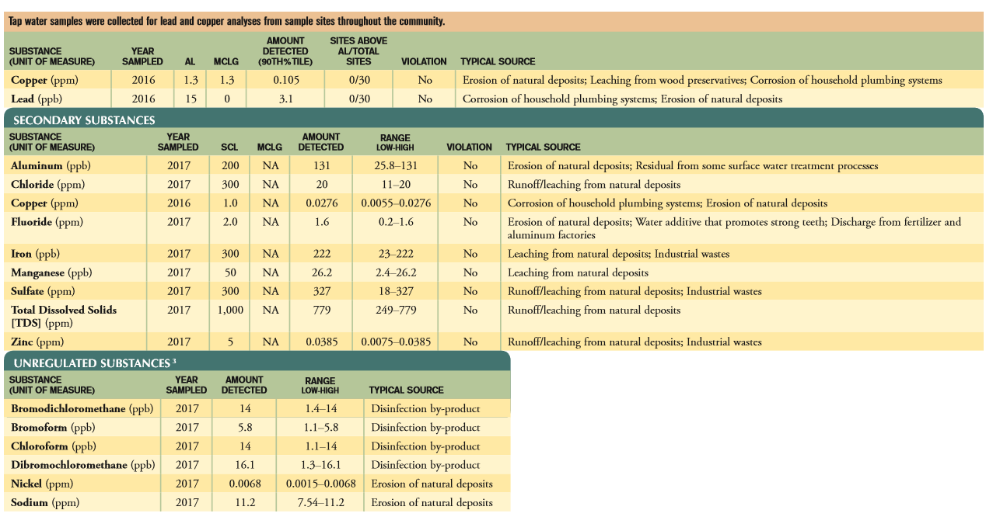 Tap water samples were collected for lead and copper analyses from sample sites throughout the community.
SUBSTANCE (UNIT OF MEASURE) YEAR SAMPLED AL MCLG AMOUNT DETECTED (90TH%TILE) SITES ABOVE AL/TOTAL SITES VIOLATION TYPICAL SOURCE
Copper (ppm) 2016 1.3 1.3 0.105 0/30 No Erosion of natural deposits; Leaching from wood preservatives; Corrosion of household plumbing systems
Lead (ppb) 2016 15 0 3.1 0/30 No Corrosion of household plumbing systems; Erosion of natural deposits
SECONDARY SUBSTANCES
SUBSTANCE (UNIT OF MEASURE) YEAR SAMPLED SCL MCLG AMOUNT DETECTED RANGE LOW-HIGH VIOLATION TYPICAL SOURCE
Aluminum (ppb) 2017 200 NA 131 25.8–131 No Erosion of natural deposits; Residual from some surface water treatment processes
Chloride (ppm) 2017 300 NA 20 11–20 No Runoff/leaching from natural deposits
Copper (ppm) 2016 1.0 NA 0.0276 0.0055–0.0276 No Corrosion of household plumbing systems; Erosion of natural deposits
Fluoride (ppm) 2017 2.0 NA 1.6 0.2–1.6 No Erosion of natural deposits; Water additive that promotes strong teeth; Discharge from fertilizer and
aluminum factories
Iron (ppb) 2017 300 NA 222 23–222 No Leaching from natural deposits; Industrial wastes
Manganese (ppb) 2017 50 NA 26.2 2.4–26.2 No Leaching from natural deposits
Sulfate (ppm) 2017 300 NA 327 18–327 No Runoff/leaching from natural deposits; Industrial wastes
Total Dissolved Solids 2017 1,000 NA 779 249–779 No Runoff/leaching from natural deposits
[TDS] (ppm)
Zinc (ppm) 2017 5 NA 0.0385 0.0075–0.0385 No Runoff/leaching from natural deposits; Industrial wastes
UNREGULATED SUBSTANCES 3
SUBSTANCE (UNIT OF MEASURE) YEAR SAMPLED AMOUNT DETECTED RANGE LOW-HIGH TYPICAL SOURCE
Bromodichloromethane (ppb) 2017 14 1.4–14 Disinfection by-product
Bromoform (ppb) 2017 5.8 1.1–5.8 Disinfection by-product
Chloroform (ppb) 2017 14 1.1–14 Disinfection by-product
Dibromochloromethane (ppb) 2017 16.1 1.3–16.1 Disinfection by-product
Nickel (ppm) 2017 0.0068 0.0015–0.0068 Erosion of natural deposits
Sodium (ppm) 2017 11.2 7.54–11.2 Erosion of natural deposits